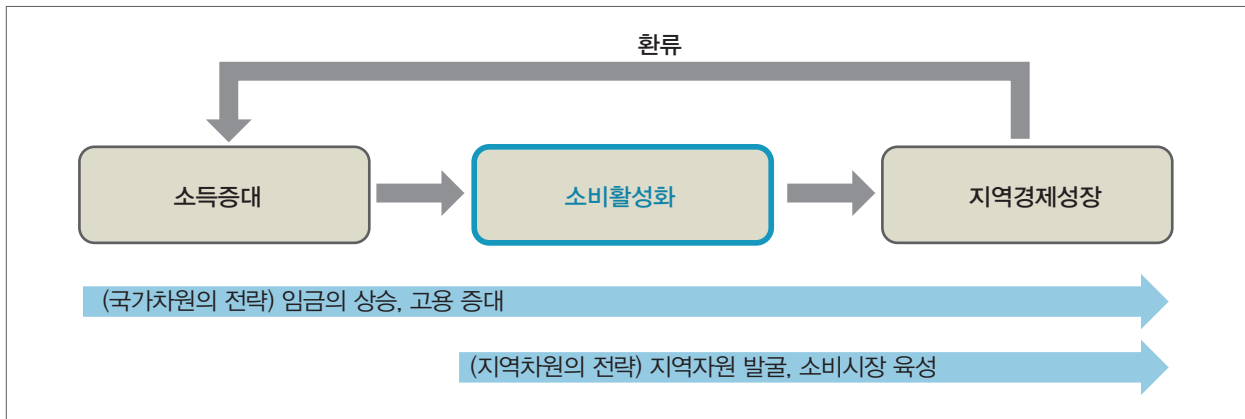 환류
소득증대
소비활성화
지역경제성장
(국가차원의 전략) 임금의 상승, 고용 증대
(지역차원의 전략) 지역자원 발굴, 소비시장 육성